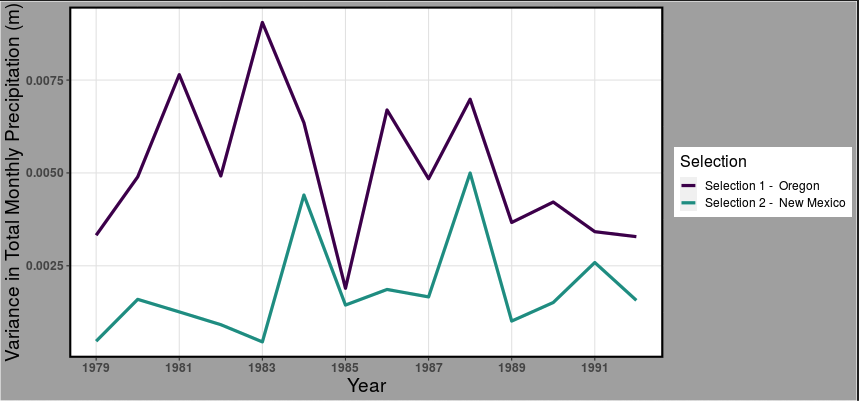 Variance in Total Monthly Precipitation (m)
0.0075
0.0050
0.0025
1979 1981 1983 1985 1987 1989 1991
Year
Selection
Selection 1 - Oregon
Selection 2 - New Mexico